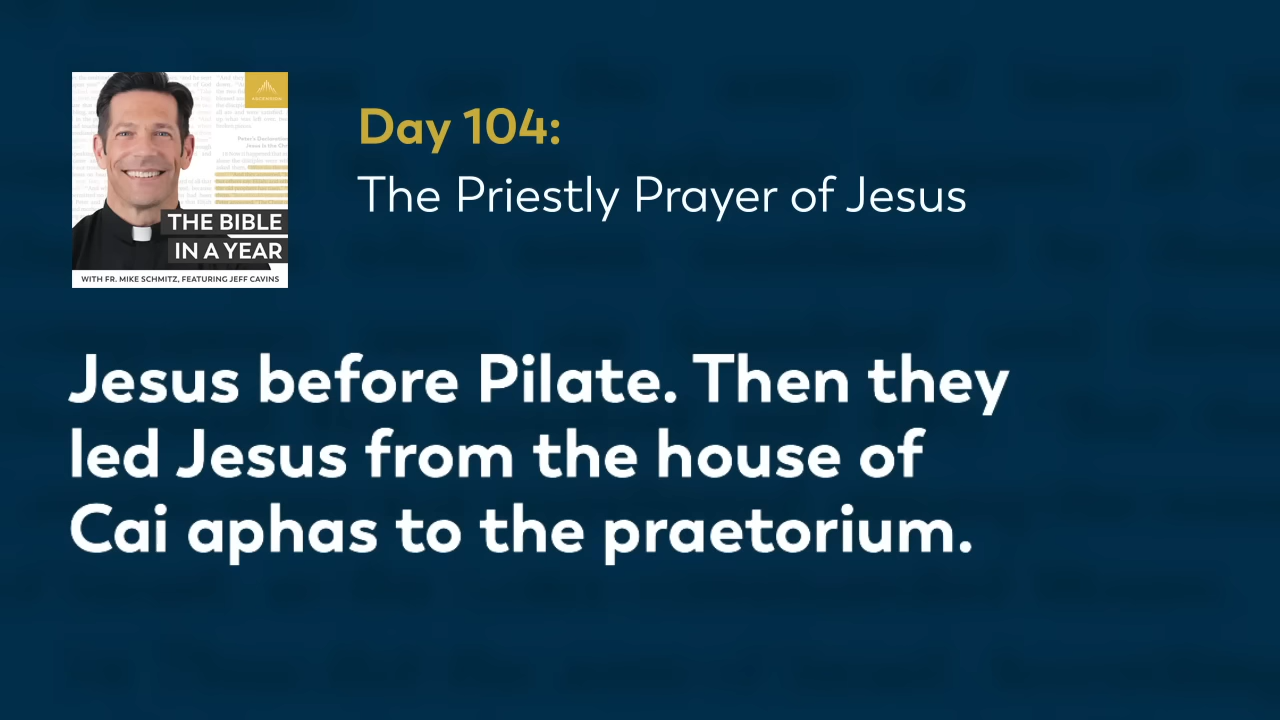 ASCENSION
THE BIBLE
IN A YEAR
WITH FR. MIKE SCHMITZ, FEATURING JEFF CAVINS
Day 104:
The Priestly Prayer of Jesus
Jesus before Pilate. Then they
led Jesus from the house of
Cai aphas to the praetorium.